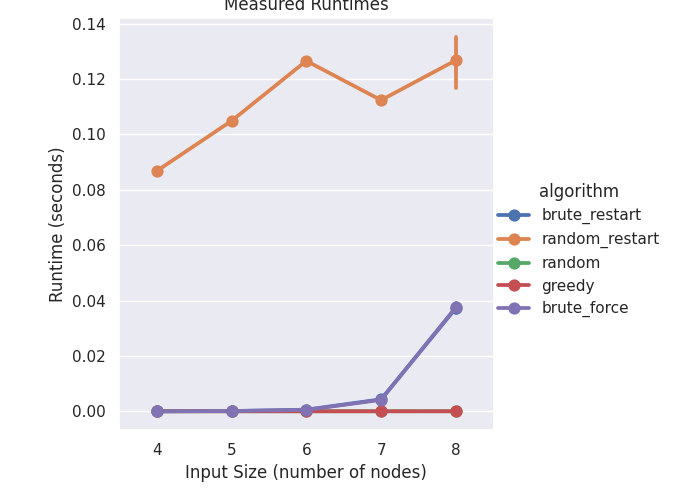 Measured Runtimes
0.14
0.12
0.10
0.08
0.06
0.04
0.02
0.00
Runtime (seconds)
4 5 6 7 8
Input Size (number of nodes)
algorithm
brute_restart
random_restart
random
greedy
brute_force